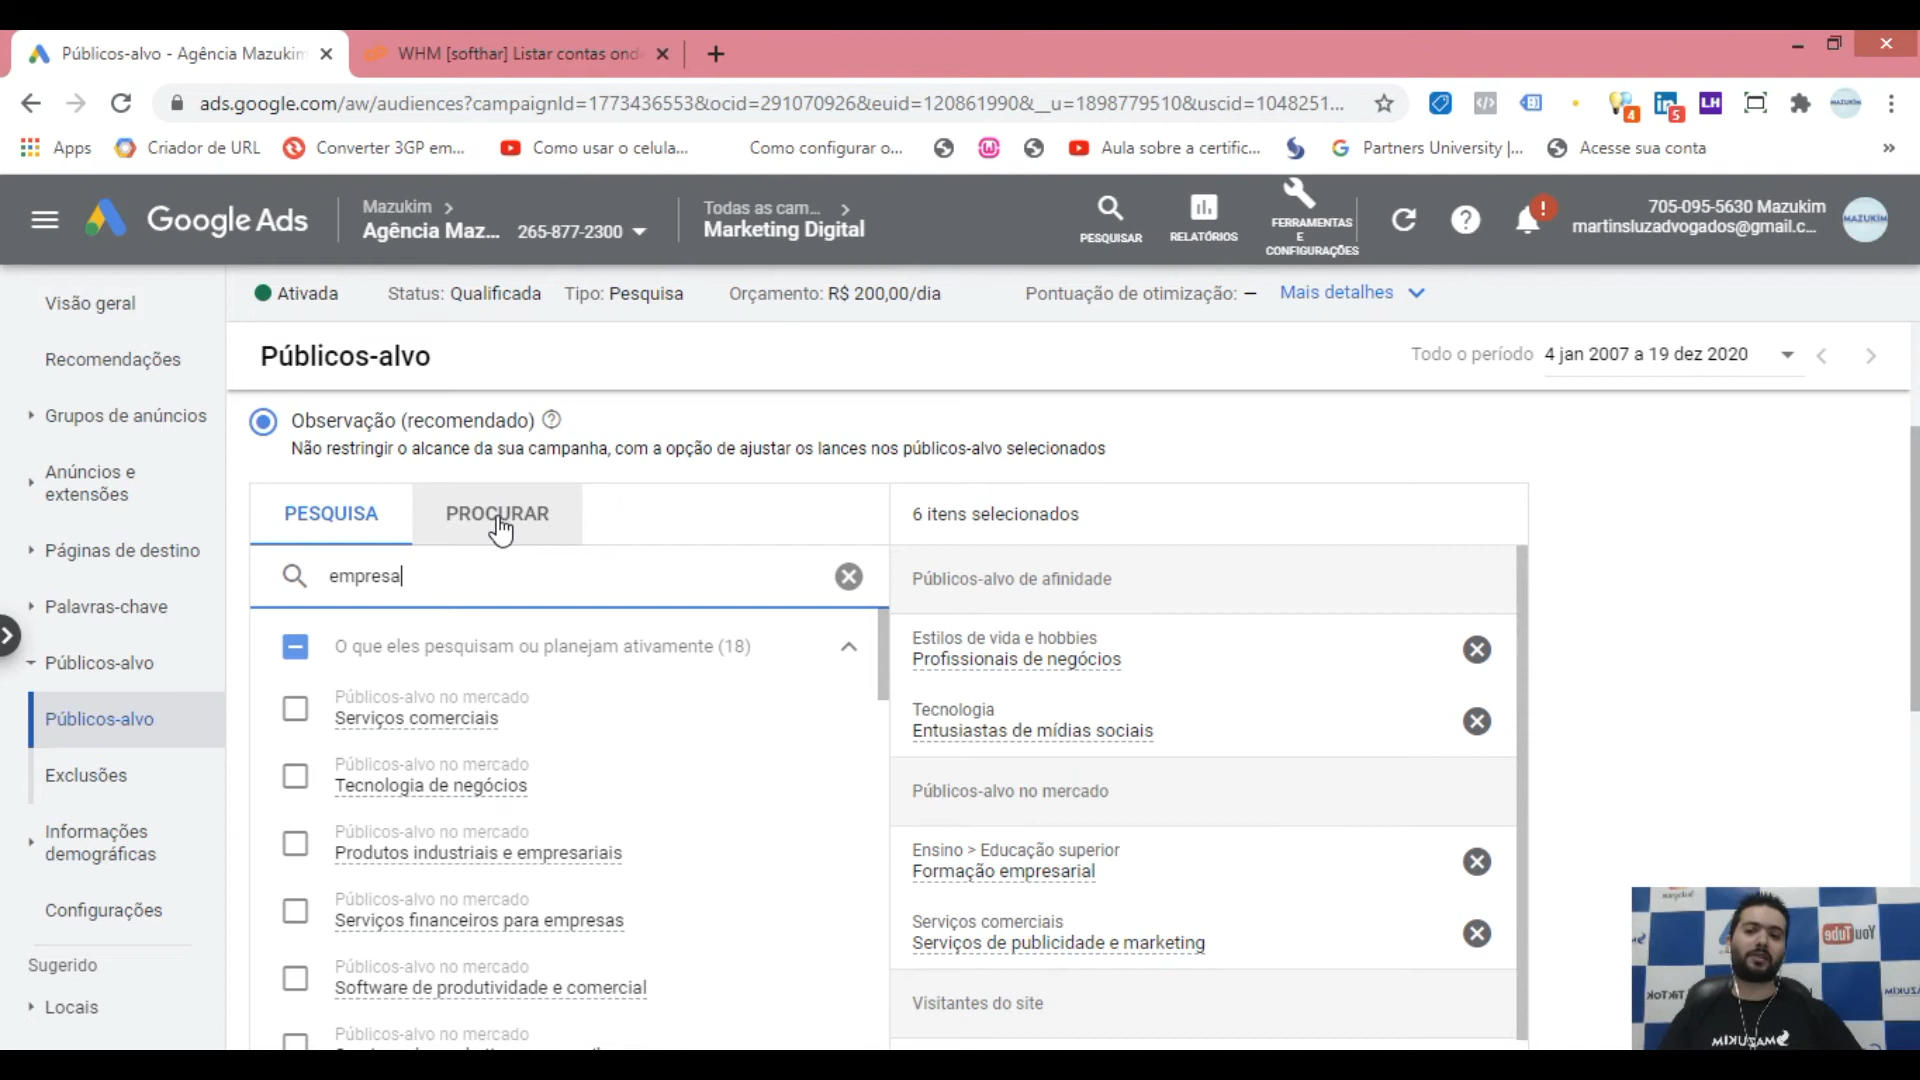 Públicos-alvo - Agência Mazukim
WHM [softhar] Listar contas ond
ads.google.com/aw/audiences?campaignId=1773436553&ocid=291070926&euid=120861990&__u=1898779510&uscid=1048251...
4
5
LH
MAZUKIM
Apps
Criador de URL
Converter 3GP em...
Como usar o celula...
Como configurar o...
Aula sobre a certific...
Partners University |...
Acesse sua conta
Google Ads
Mazukim
Agência Maz...
265-877-2300
Todas as cam...
Marketing Digital
PESQUISAR
RELATÓRIOS
FERRAMENTAS
E
CONFIGURAÇÕES
705-095-5630 Mazukim
martinsluzadvogados@gmail.c...
MAZUKIM
Visão geral
Recomendações
Grupos de anúncios
Anúncios e
extensões
Páginas de destino
Palavras-chave
Públicos-alvo
Públicos-alvo
Exclusões
Informações
demográficas
Configurações
Sugerido
Locais
Ativada
Status: Qualificada
Tipo: Pesquisa
Orçamento: R$ 200,00/dia
Pontuação de otimização: –
Mais detalhes
Públicos-alvo
Todo o período
4 jan 2007 a 19 dez 2020
Observação (recomendado)
Não restringir o alcance da sua campanha, com a opção de ajustar os lances nos públicos-alvo selecionados
PESQUISA
PROCURAR
empresa
O que eles pesquisam ou planejam ativamente (18)
Públicos-alvo no mercado
Serviços comerciais
Públicos-alvo no mercado
Tecnologia de negócios
Públicos-alvo no mercado
Produtos industriais e empresariais
Públicos-alvo no mercado
Serviços financeiros para empresas
Públicos-alvo no mercado
Software de produtividade e comercial
Públicos-alvo no mercado
6 itens selecionados
Públicos-alvo de afinidade
Estilos de vida e hobbies
Profissionais de negócios
Tecnologia
Entusiastas de mídias sociais
Públicos-alvo no mercado
Ensino > Educação superior
Formação empresarial
Serviços comerciais
Serviços de publicidade e marketing
Visitantes do site
YouTube
TikTok
MAZUKIM
MAZUKIM